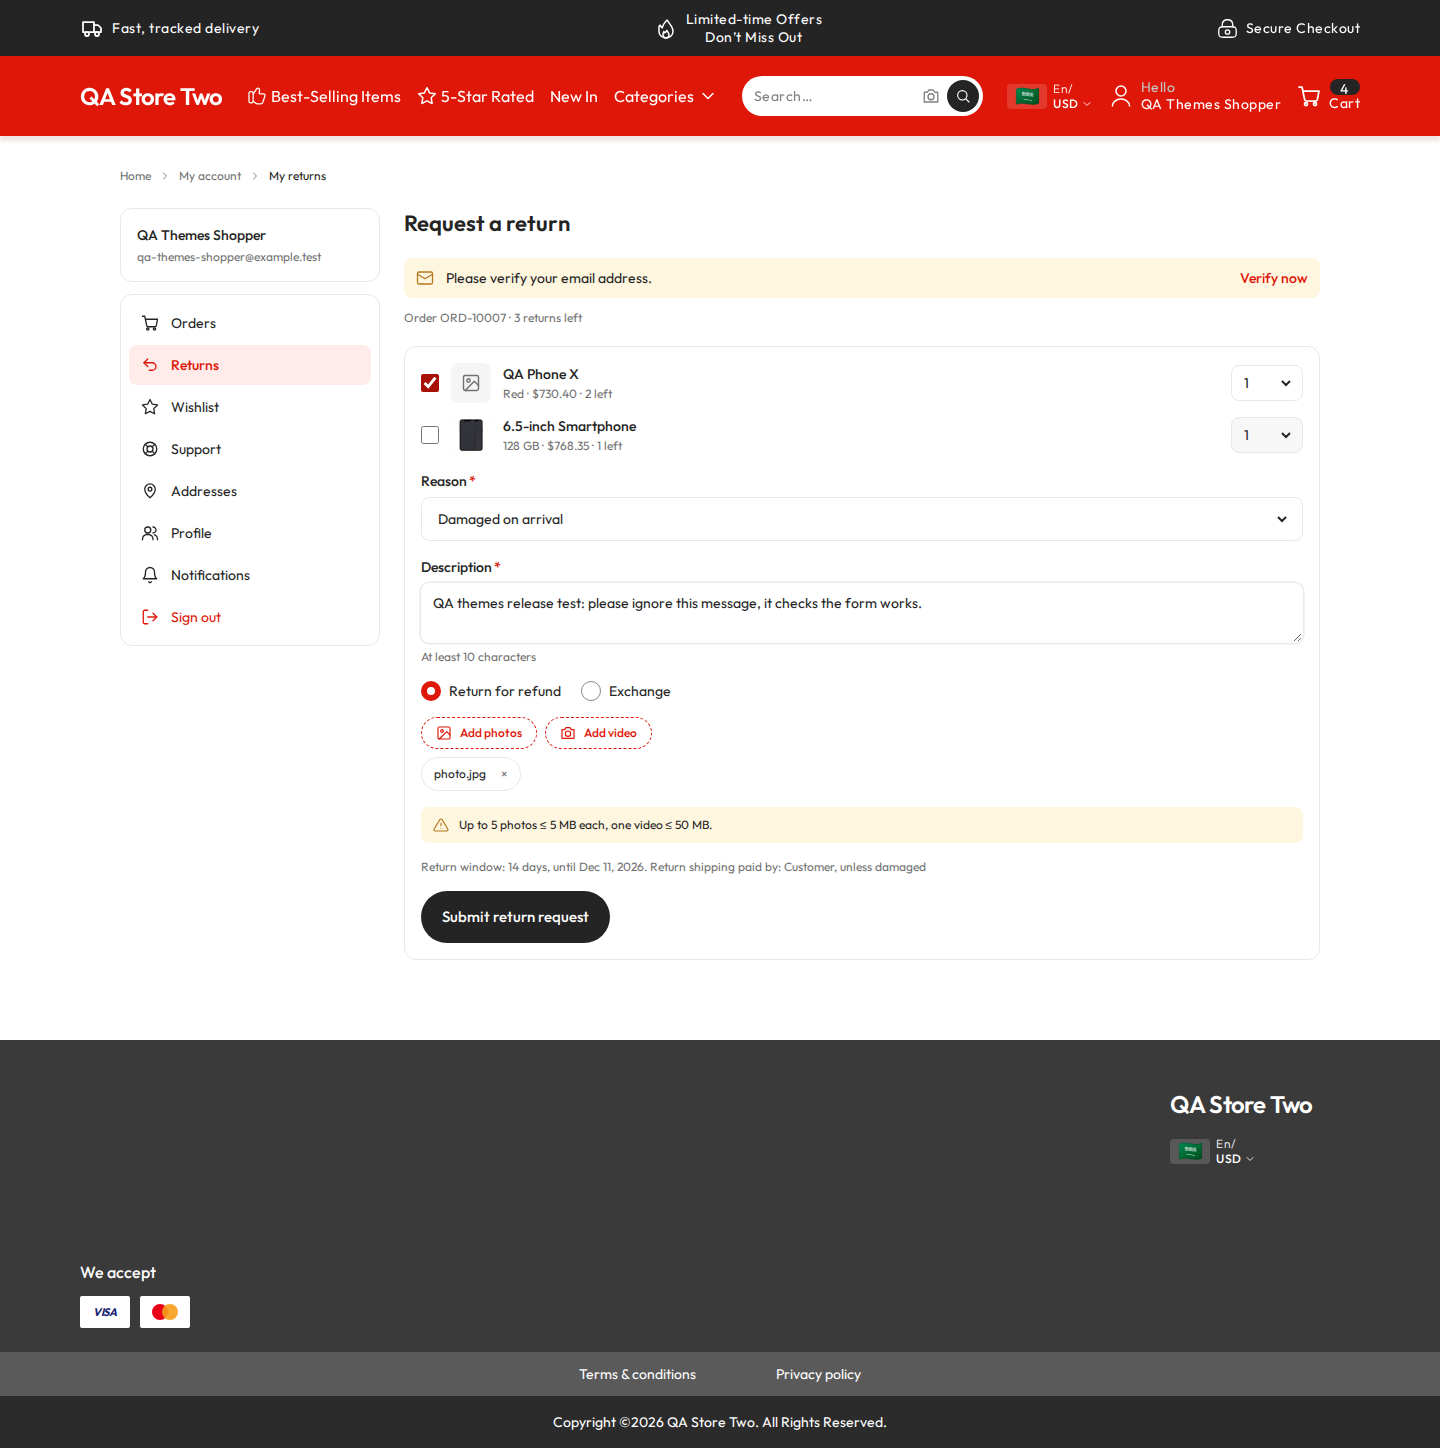 Fast, tracked delivery
Limited-time Offers
Don't Miss Out
Secure Checkout
QA Store Two
Best-Selling Items
5-Star Rated
New In
Categories
Search...
En/
USD
Hello
QA Themes Shopper
4
Cart
Home
My account
My returns
QA Themes Shopper
qa-themes-shopper@example.test
Orders
Returns
Wishlist
Support
Addresses
Profile
Notifications
Sign out
Request a return
Please verify your email address.
Verify now
Order ORD-10007 · 3 returns left
QA Phone X
Red · $730.40 · 2 left
1
6.5-inch Smartphone
128 GB · $768.35 · 1 left
1
Reason *
Damaged on arrival
Description *
QA themes release test: please ignore this message, it checks the form works.
At least 10 characters
Return for refund
Exchange
Add photos
Add video
photo.jpg ×
Up to 5 photos ≤ 5 MB each, one video ≤ 50 MB.
Return window: 14 days, until Dec 11, 2026. Return shipping paid by: Customer, unless damaged
Submit return request
QA Store Two
En/
USD
We accept
VISA
Terms & conditions
Privacy policy
Copyright ©2026 QA Store Two. All Rights Reserved.